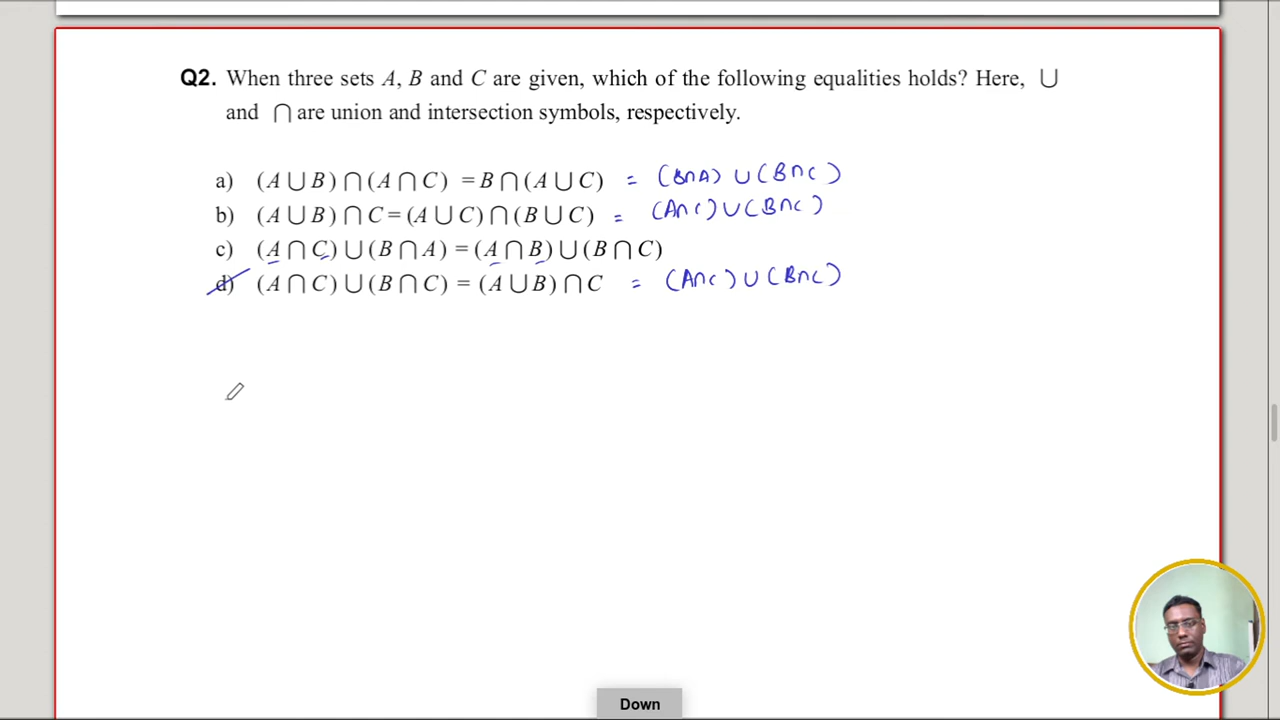 Q2. When three sets A, B and C are given, which of the following equalities holds? Here, ∪
and ∩ are union and intersection symbols, respectively.
a) (A ∪ B) ∩ (A ∩ C) = B ∩ (A ∪ C) = (B∩A) ∪ (B∩C)
b) (A ∪ B) ∩ C = (A ∪ C) ∩ (B ∪ C) = (A∩C) ∪ (B∩C)
c) (A ∩ C) ∪ (B ∩ A) = (A ∩ B) ∪ (B ∩ C)
d) (A ∩ C) ∪ (B ∩ C) = (A ∪ B) ∩ C = (A∩C) ∪ (B∩C)
Down